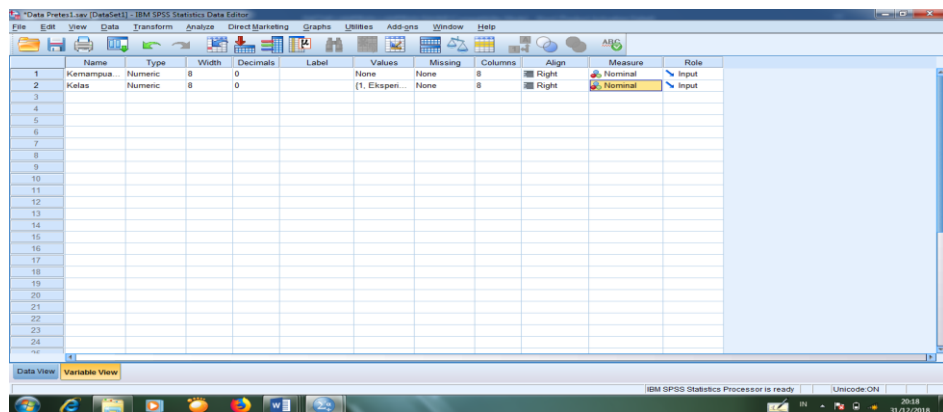 *Data Pretes1.sav [DataSet1] - IBM SPSS Statistics Data Editor
File Edit View Data Transform Analyze Direct Marketing Graphs Utilities Add-ons Window Help
Name Type Width Decimals Label Values Missing Columns Align Measure Role
1 Kemampua... Numeric 8 0 None None 8 Right Nominal Input
2 Kelas Numeric 8 0 {1, Eksperi... None 8 Right Nominal Input
3
4
5
6
7
8
9
10
11
12
13
14
15
16
17
18
19
20
21
22
23
24
Data View Variable View
IBM SPSS Statistics Processor is ready Unicode:ON
IN 20:18
31/12/2018